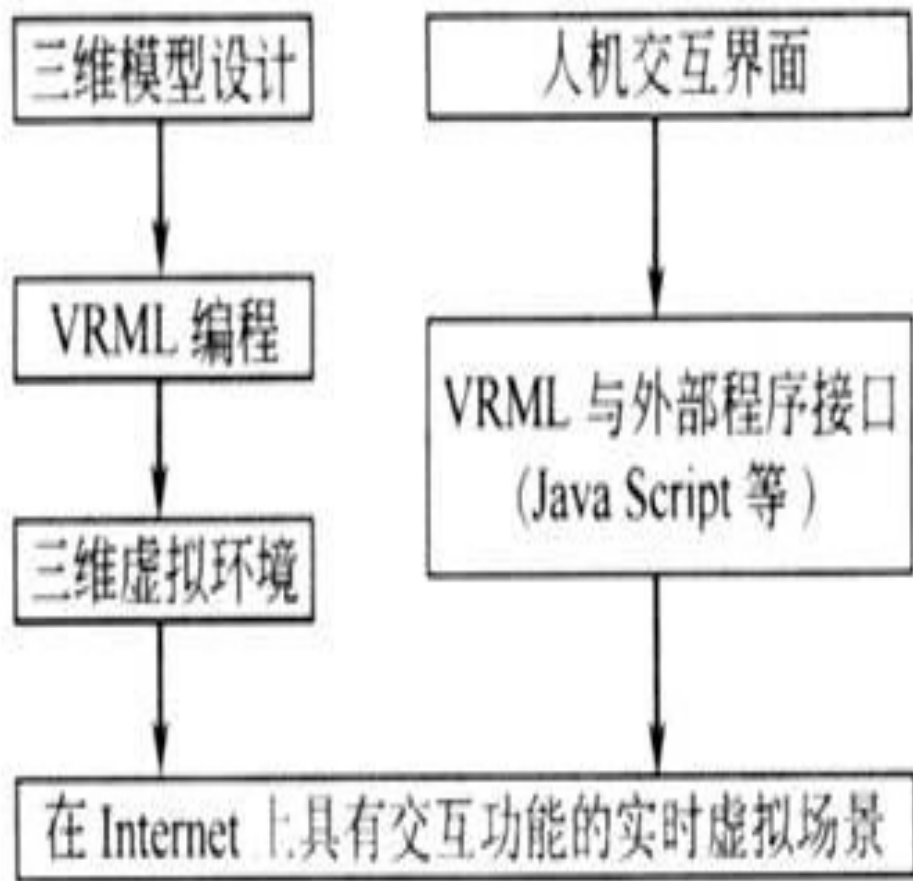 三维模型设计
人机交互界面
VRML 编程
VRML 与外部程序接口
(Java Script 等)
三维虚拟环境
在 Internet 上具有交互功能的实时虚拟场景